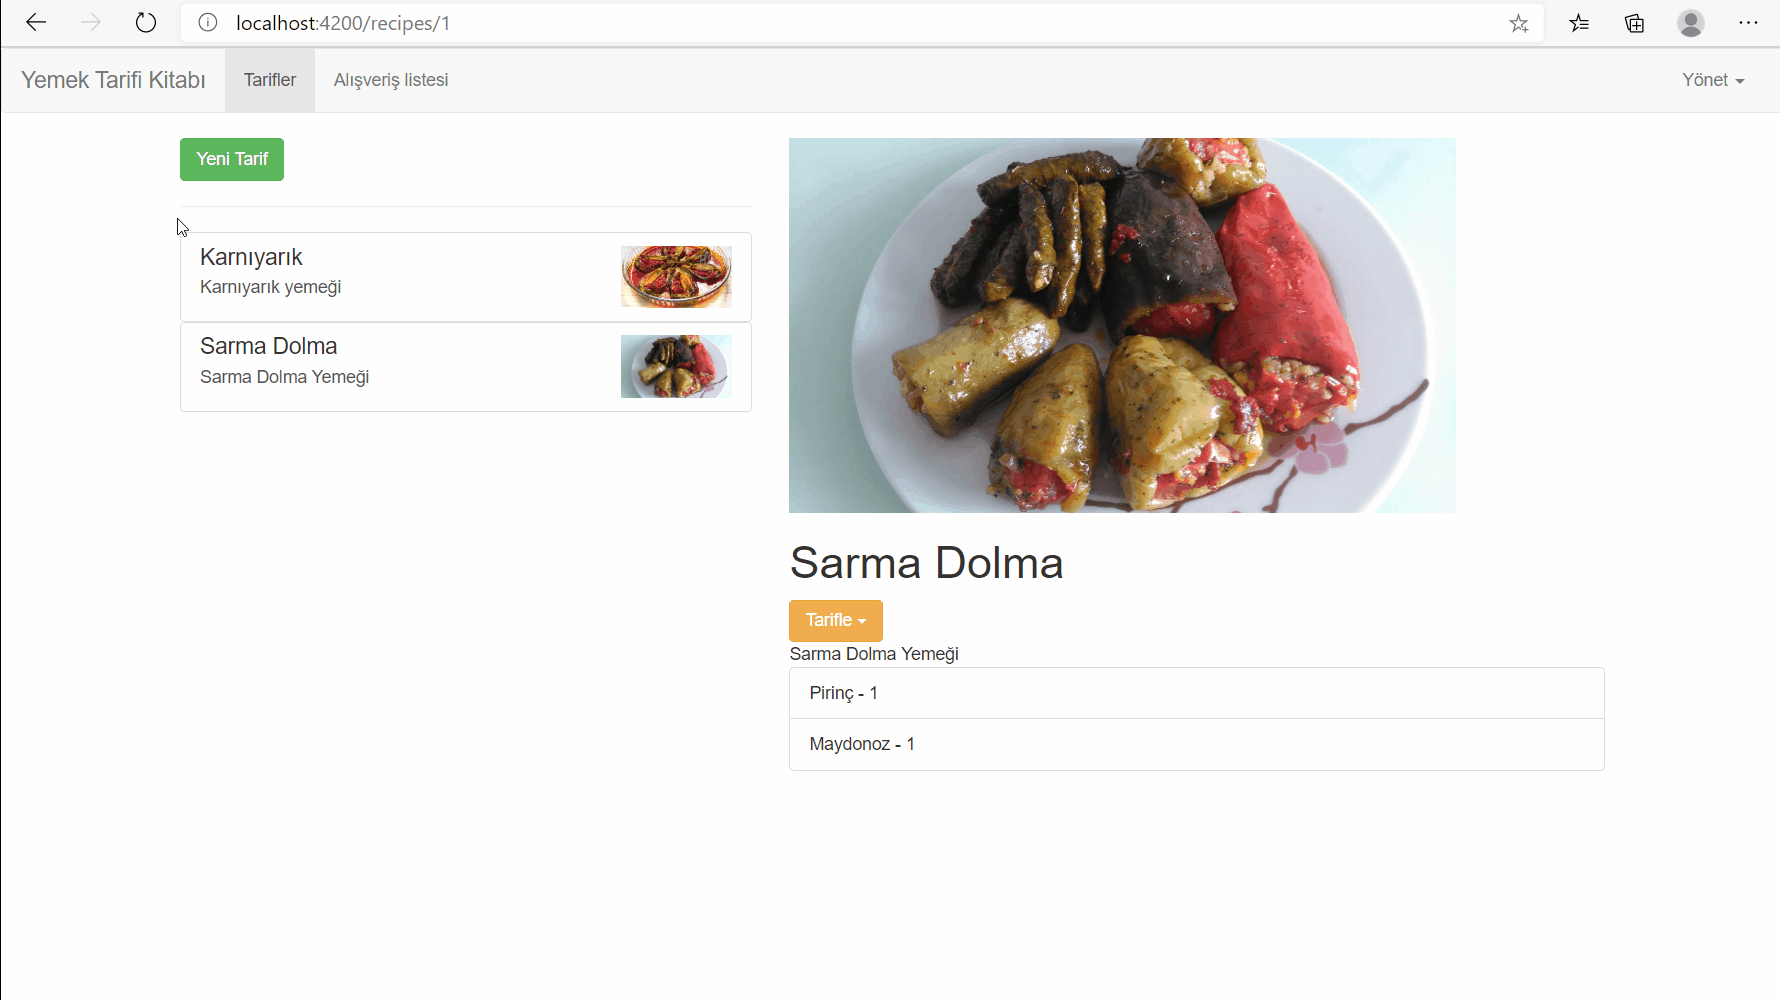 localhost:4200/recipes/1
Yemek Tarifi Kitabı Tarifler Alışveriş listesi Yönet
Yeni Tarif
Karnıyarık
Karnıyarık yemeği
Sarma Dolma
Sarma Dolma Yemeği
Sarma Dolma
Tarifle
Sarma Dolma Yemeği
Pirinç - 1
Maydonoz - 1